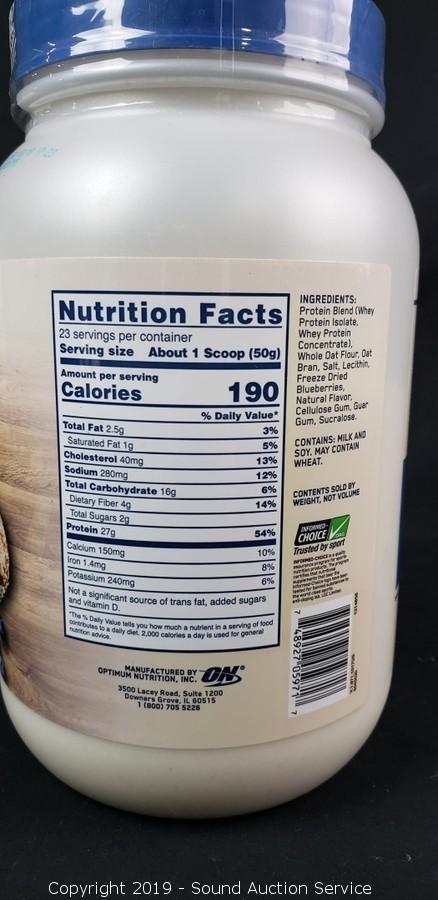 Nutrition Facts
23 servings per container
Serving size About 1 Scoop (50g)
Amount per serving
Calories 190
% Daily Value*
Total Fat 2.5g 3%
Saturated Fat 1g 5%
Cholesterol 40mg 13%
Sodium 280mg 12%
Total Carbohydrate 16g 6%
Dietary Fiber 4g 14%
Total Sugars 2g
Protein 27g 54%
Calcium 150mg 10%
Iron 1.4mg 8%
Potassium 240mg 6%
Not a significant source of trans fat, added sugars
and vitamin D.
*The % Daily Value tells you how much a nutrient in a serving of food
contributes to a daily diet. 2,000 calories a day is used for general
nutrition advice.
MANUFACTURED BY
OPTIMUM NUTRITION, INC.
ON®
3500 Lacey Road, Suite 1200
Downers Grove, IL 60515
1 (800) 705 5226
INGREDIENTS:
Protein Blend (Whey
Protein Isolate,
Whey Protein
Concentrate),
Whole Oat Flour, Oat
Bran, Salt, Lecithin,
Freeze Dried
Blueberries,
Natural Flavor,
Cellulose Gum, Guar
Gum, Sucralose.
CONTAINS: MILK AND
SOY. MAY CONTAIN
WHEAT.
CONTENTS SOLD BY
WEIGHT, NOT VOLUME
INFORMED-
CHOICE
Trusted by sport
7 48927 05971 7
Copyright 2019 - Sound Auction Service